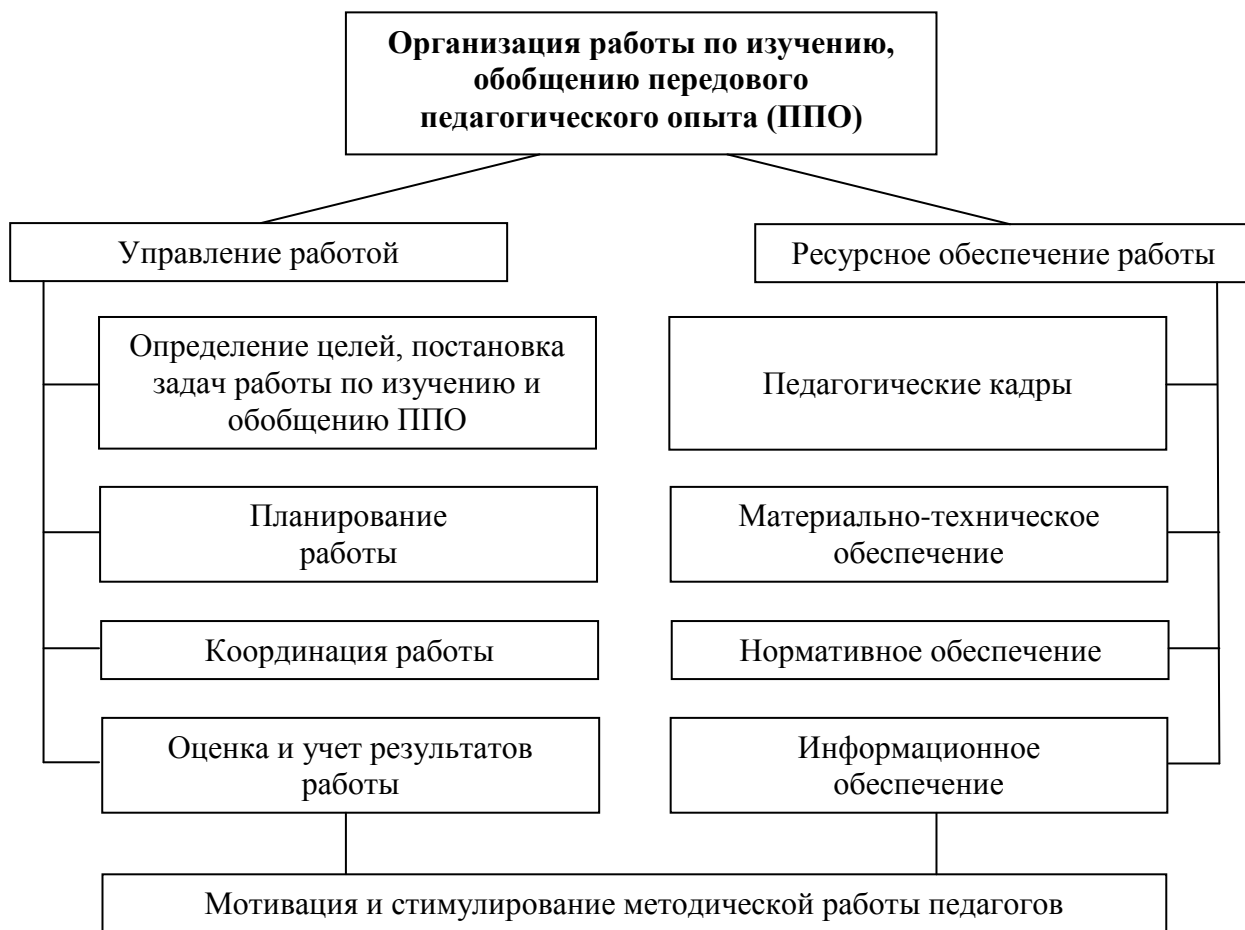 Организация работы по изучению,
обобщению передового
педагогического опыта (ППО)
Управление работой
Ресурсное обеспечение работы
Определение целей, постановка
задач работы по изучению и
обобщению ППО
Педагогические кадры
Планирование
работы
Материально-техническое
обеспечение
Координация работы
Нормативное обеспечение
Оценка и учет результатов
работы
Информационное
обеспечение
Мотивация и стимулирование методической работы педагогов